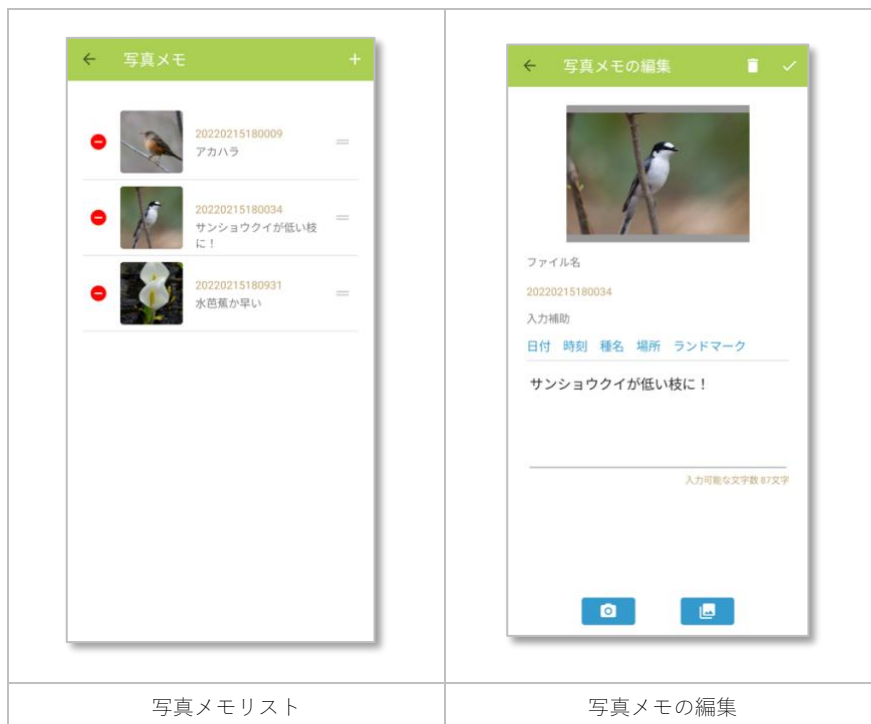 写真メモ
20220215180009
アカハラ
20220215180034
サンショウクイが低い枝
に！
20220215180931
水芭蕉か早い
写真メモリスト
写真メモの編集
ファイル名
20220215180034
入力補助
日付 時刻 種名 場所 ランドマーク
サンショウクイが低い枝に！
入力可能な文字数 87文字
写真メモの編集